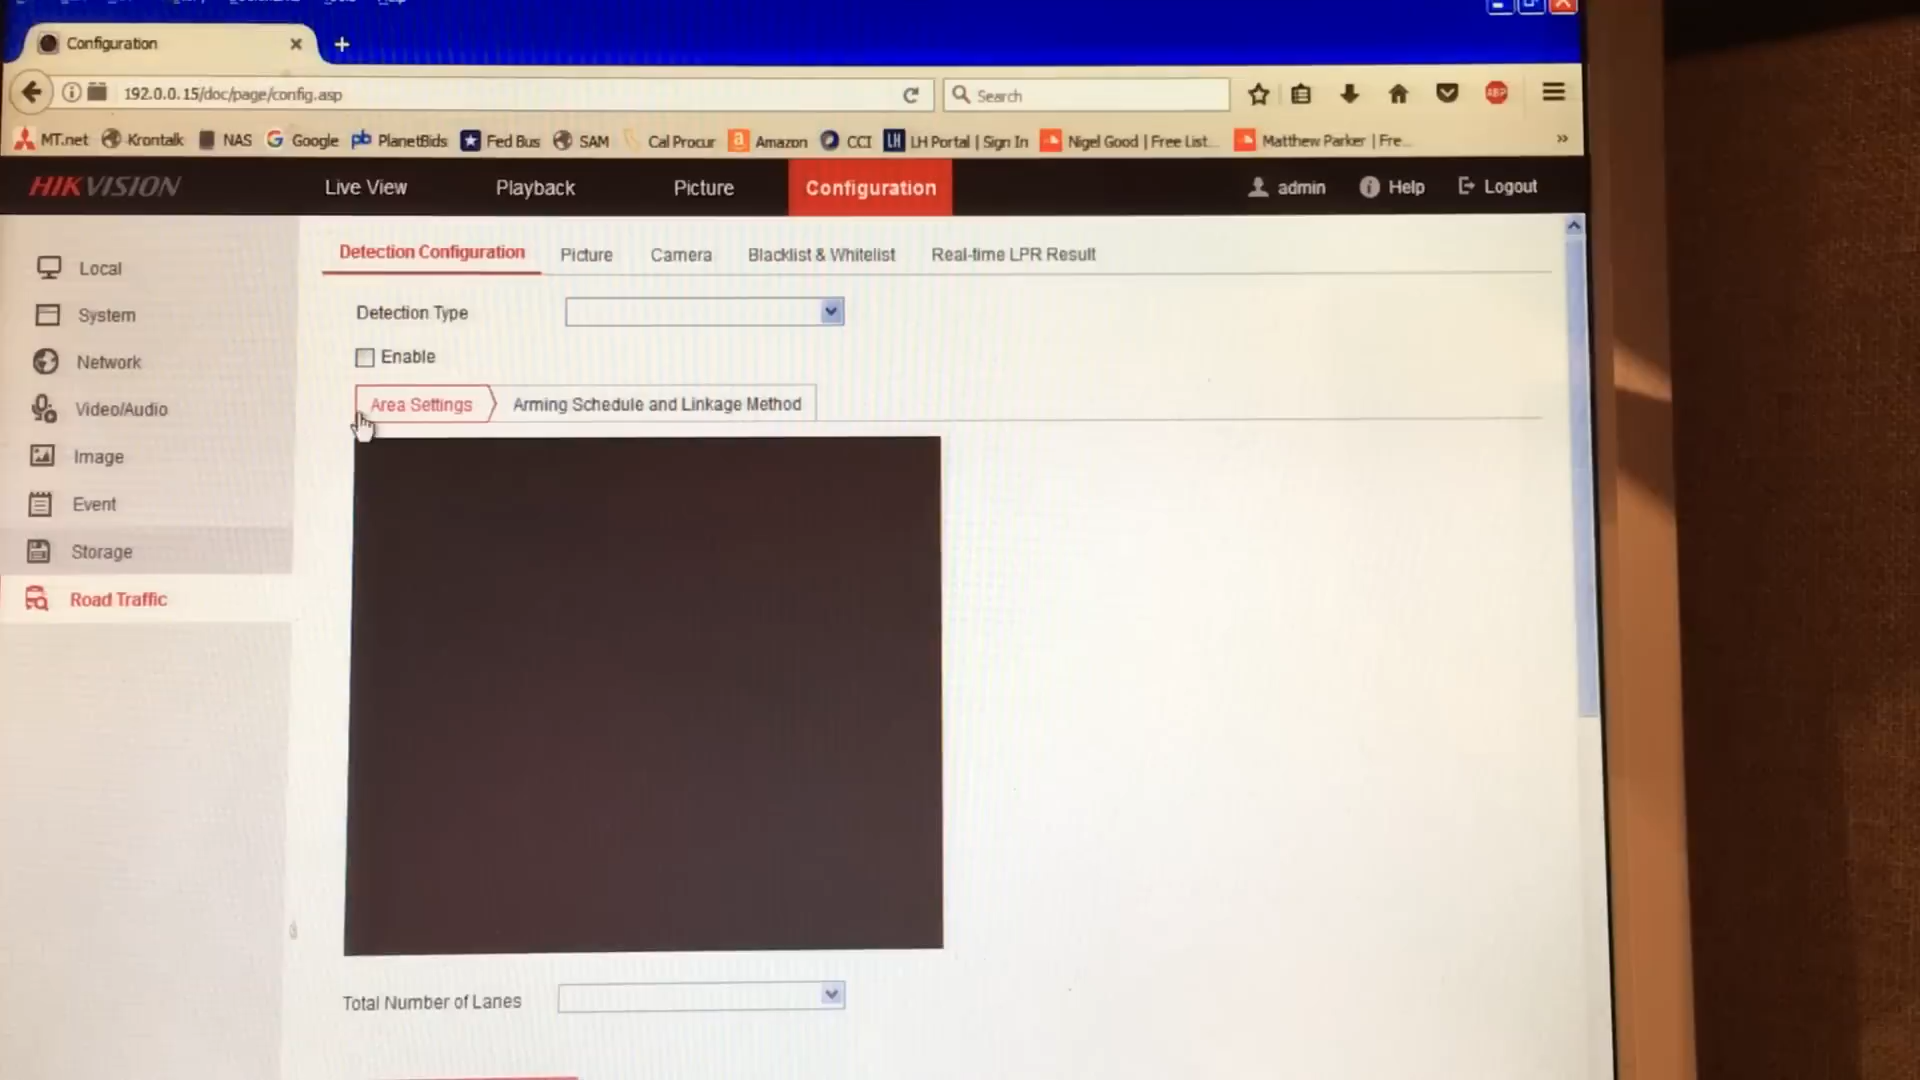 Configuration
192.0.0.15/doc/page/config.asp
Search
ABP
MT.net Krontalk NAS Google PlanetBids Fed Bus SAM Cal Procur Amazon CCI LH Portal | Sign In Nigel Good | Free List... Matthew Parker | Fre...
HIKVISION Live View Playback Picture Configuration admin Help Logout
Detection Configuration Picture Camera Blacklist & Whitelist Real-time LPR Result
Local
System
Network
Video/Audio
Image
Event
Storage
Road Traffic
Detection Type
Enable
Area Settings Arming Schedule and Linkage Method
Total Number of Lanes